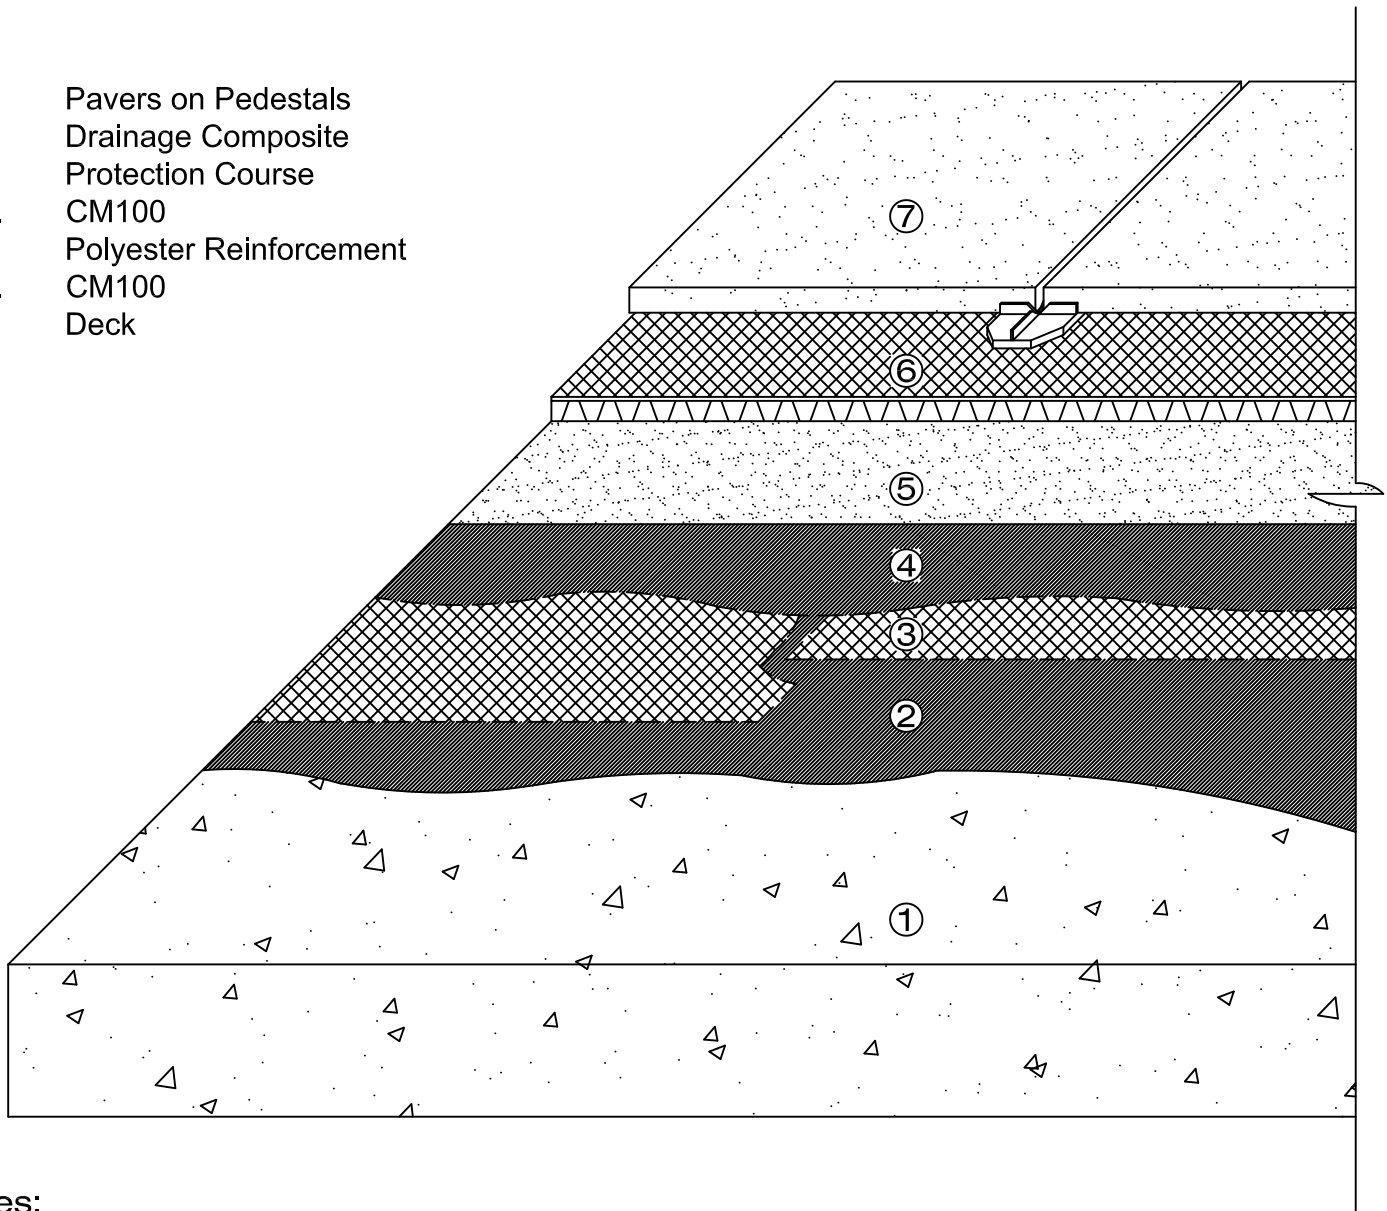 Pavers on Pedestals
Drainage Composite
Protection Course
. CM100
Polyester Reinforcement
. CM100
Deck
⑦
⑥
⑤
④
③
②
①
es: